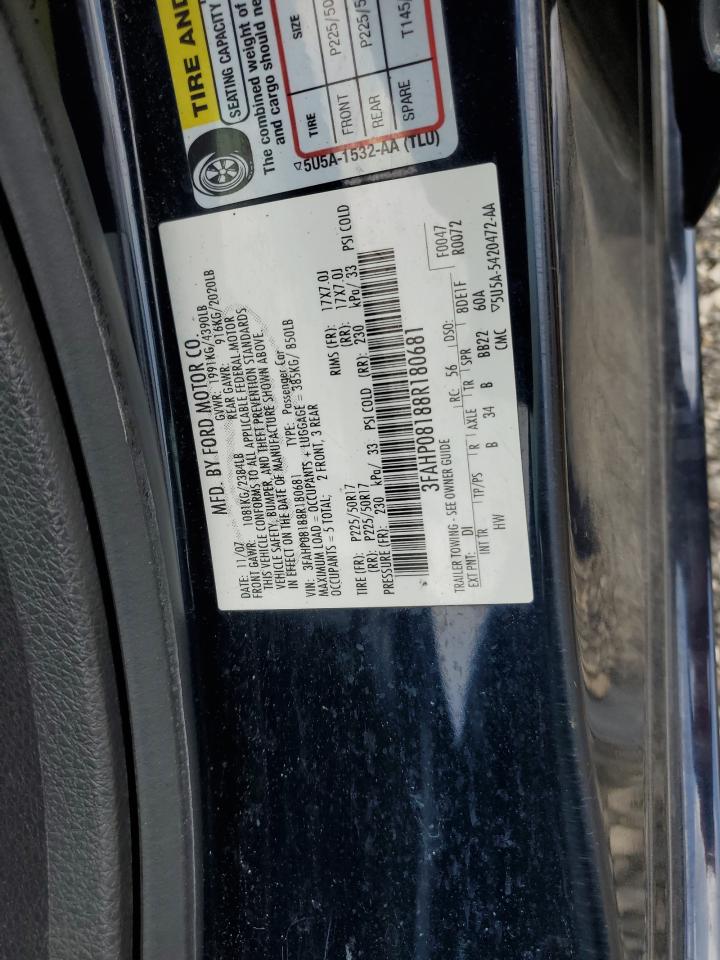 TIRE AND
SEATING CAPACITY
The combined weight of
and cargo should ne
TIRE SIZE
FRONT P225/50
REAR P225/5
SPARE T145/
5U5A-1532-AA (TLU)
MFD. BY FORD MOTOR CO.
DATE: 11/07 GVWR: 1991KG/4390LB
FRONT GAWR: 1081KG/2384LB REAR GAWR: 916KG/2020LB
THIS VEHICLE CONFORMS TO ALL APPLICABLE FEDERAL MOTOR
VEHICLE SAFETY, BUMPER, AND THEFT PREVENTION STANDARDS
IN EFFECT ON THE DATE OF MANUFACTURE SHOWN ABOVE.
VIN: 3FAHP08188R180681 TYPE: Passenger Car
MAXIMUM LOAD = OCCUPANTS + LUGGAGE = 385KG/ 850LB
OCCUPANTS = 5 TOTAL: 2 FRONT, 3 REAR
TIRE (FR): P225/50R17 RIMS (FR): 17X7.0J
(RR): P225/50R17 (RR): 17X7.0J
PRESSURE (FR): 230 kPa/ 33 PSI COLD (RR): 230 kPa/ 33 PSI COLD
3FAHP08188R180681
F0047
R0072
TRAILER TOWING - SEE OWNER GUIDE
EXT PNT: DI RC: 56 DSO: 8DE1F
INT TR TP/PS R AXLE TR SPR 60A
HW B 34 B BB22
CMC 5U5A-5420472-AA